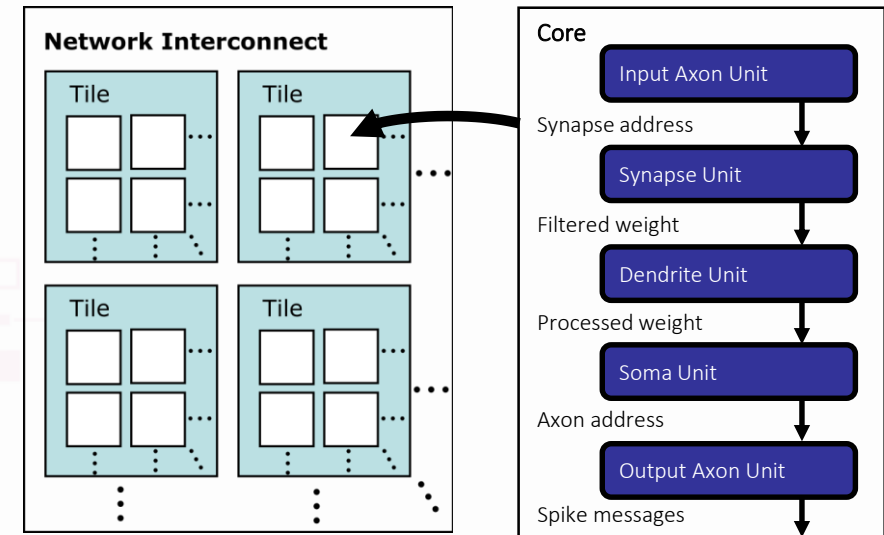 Network Interconnect
Tile
Tile
Tile
Tile
Core
Input Axon Unit
Synapse address
Synapse Unit
Filtered weight
Dendrite Unit
Processed weight
Soma Unit
Axon address
Output Axon Unit
Spike messages